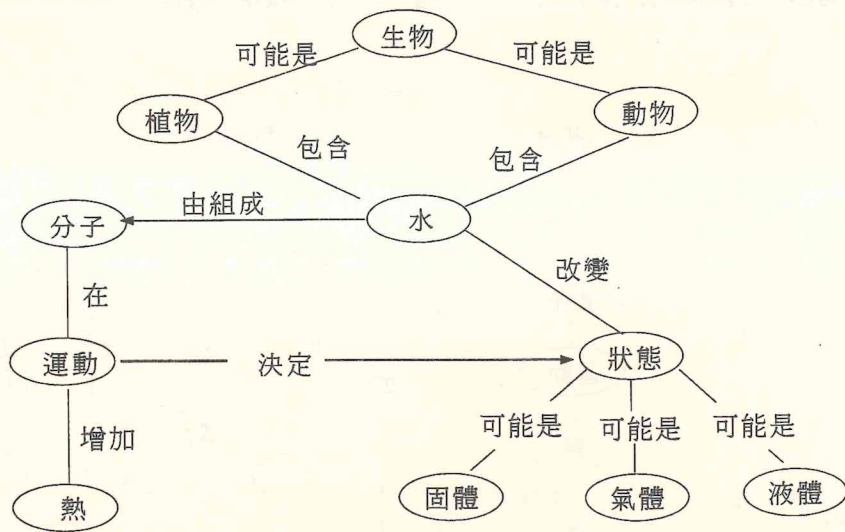 生物
可能是 可能是
植物 動物
包含 包含
分子 由組成 水
改變
在
運動 決定 狀態
增加 可能是 可能是 可能是
熱 固體 氣體 液體